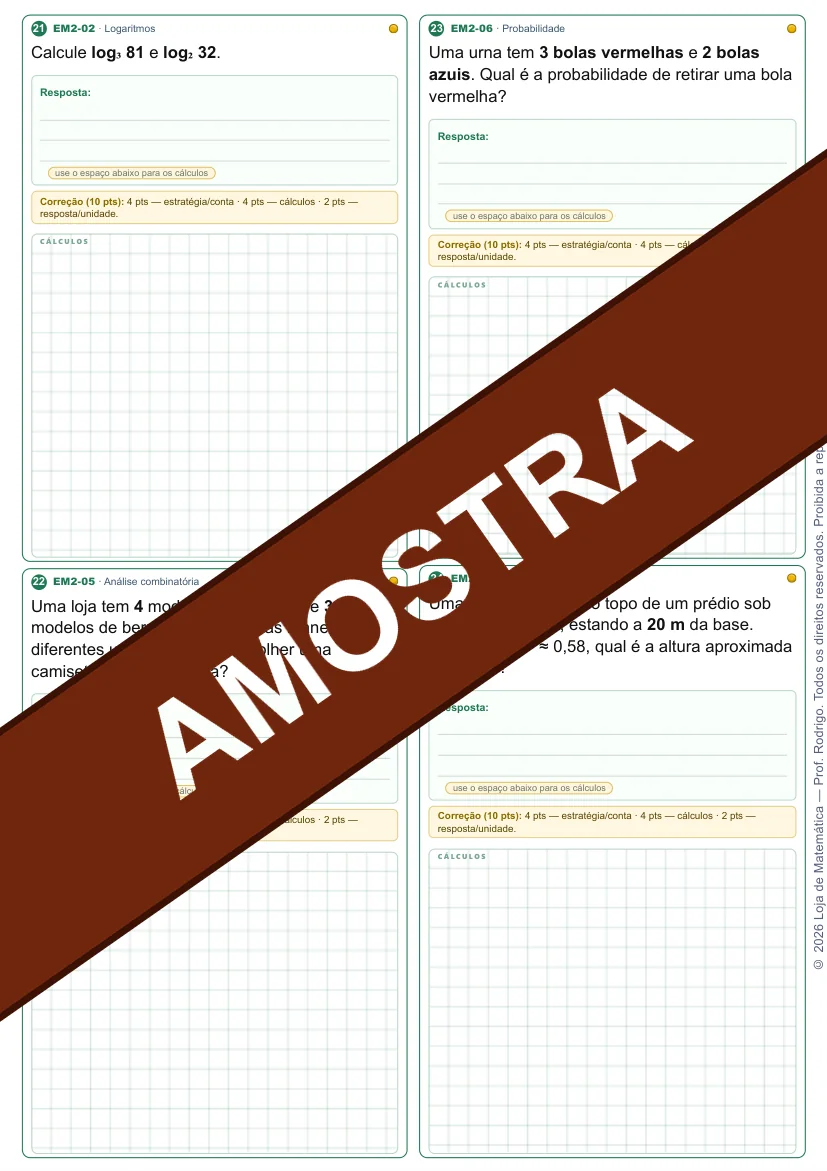 21 EM2-02 · Logaritmos
Calcule log₃ 81 e log₂ 32.
Resposta:
use o espaço abaixo para os cálculos
Correção (10 pts): 4 pts — estratégia/conta · 4 pts — cálculos · 2 pts —
resposta/unidade.
CÁLCULOS
22 EM2-05 · Análise combinatória
Uma loja tem 4 e 3
modelos de
diferentes
a?
cálculos · 2 pts —
23 EM2-06 · Probabilidade
Uma urna tem 3 bolas vermelhas e 2 bolas
azuis. Qual é a probabilidade de retirar uma bola
vermelha?
Resposta:
use o espaço abaixo para os cálculos
Correção (10 pts): 4 pts — estratégia/conta · 4 pts —
resposta/unidade.
CÁLCULOS
Uma topo de um prédio sob
, estando a 20 m da base.
≈ 0,58, qual é a altura aproximada
Resposta:
use o espaço abaixo para os cálculos
Correção (10 pts): 4 pts — estratégia/conta · 4 pts — cálculos · 2 pts —
resposta/unidade.
CÁLCULOS
AMOSTRA
© 2026 Loja de Matemática — Prof. Rodrigo. Todos os direitos reservados. Proibida a